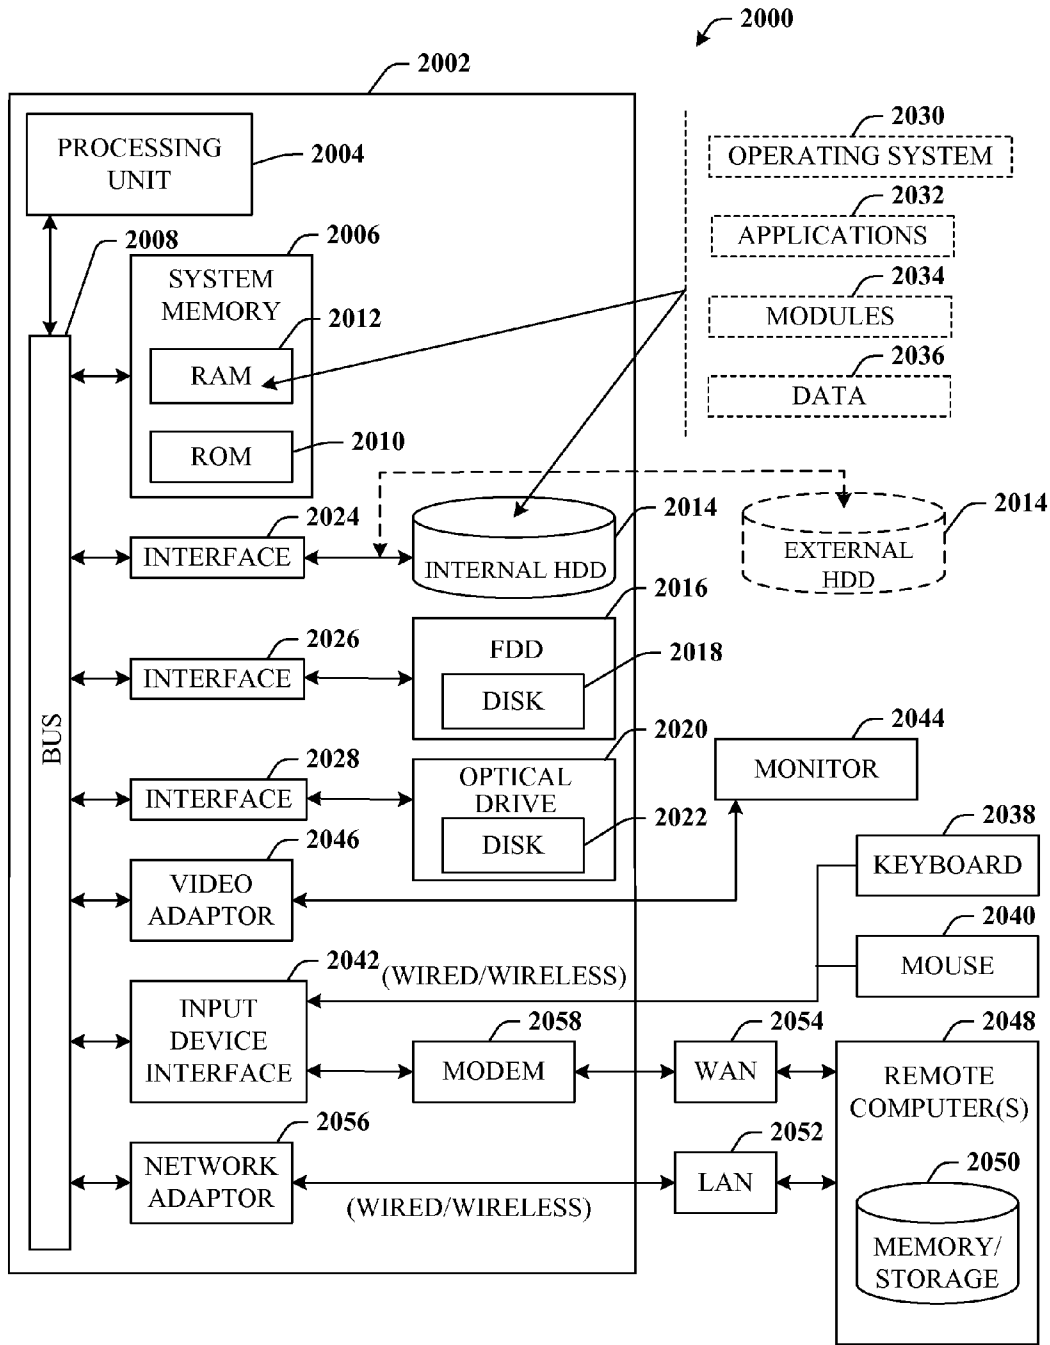 2000
2002
PROCESSING
UNIT
2004
2030
OPERATING SYSTEM
2032
APPLICATIONS
2034
MODULES
2036
DATA
2008
BUS
2006
SYSTEM
MEMORY
2012
RAM
2010
ROM
2024
INTERFACE
2014
INTERNAL HDD
2014
EXTERNAL
HDD
2026
INTERFACE
2016
FDD
2018
DISK
2028
INTERFACE
2020
OPTICAL
DRIVE
2022
DISK
2044
MONITOR
2046
VIDEO
ADAPTOR
2038
KEYBOARD
2040
MOUSE
2042
(WIRED/WIRELESS)
INPUT
DEVICE
INTERFACE
2058
MODEM
2054
WAN
2048
REMOTE
COMPUTER(S)
2056
NETWORK
ADAPTOR
(WIRED/WIRELESS)
2052
LAN
2050
MEMORY/
STORAGE